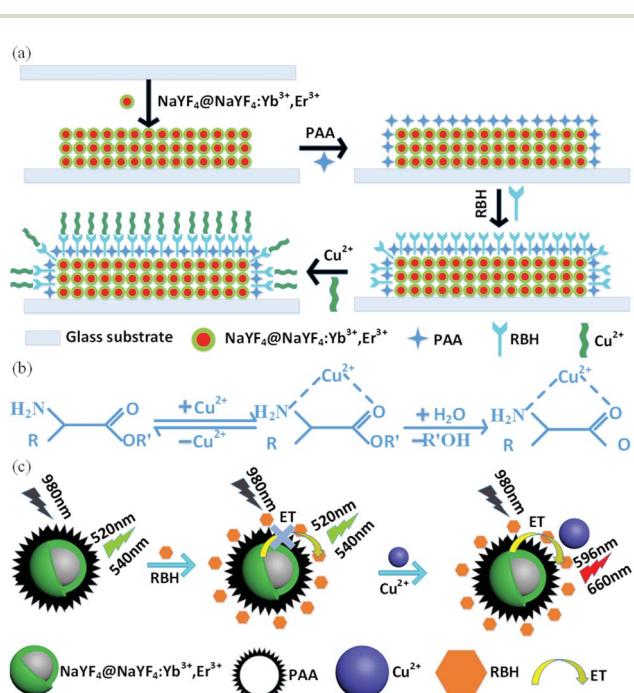 (a)
NaYF₄@NaYF₄:Yb³⁺,Er³⁺
PAA
RBH
Cu²⁺
Glass substrate NaYF₄@NaYF₄:Yb³⁺,Er³⁺ PAA RBH Cu²⁺
(b)
H₂N R O OR'
+Cu²⁺
−Cu²⁺
Cu²⁺
H₂N R O OR'
+H₂O
−R'OH
Cu²⁺
H₂N R O O
(c)
980nm
520nm
540nm
RBH
980nm
ET
520nm
540nm
Cu²⁺
980nm
ET
596nm
660nm
NaYF₄@NaYF₄:Yb³⁺,Er³⁺ PAA Cu²⁺ RBH ET